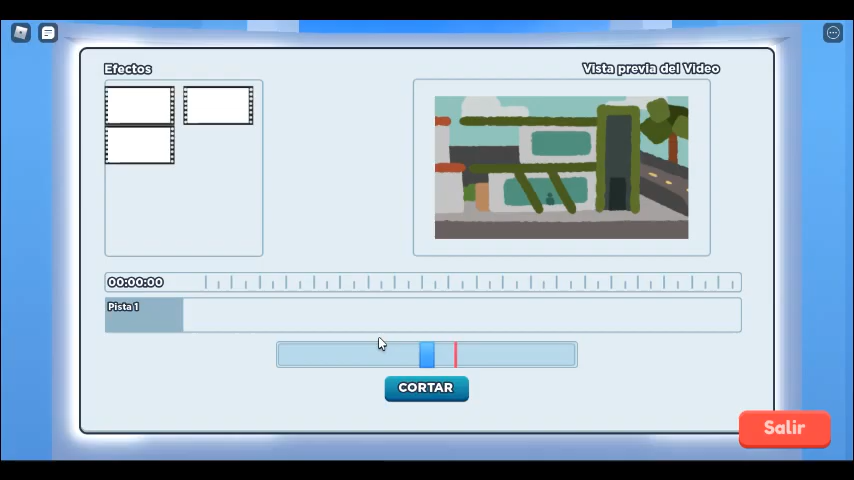 Efectos
Vista previa del Video
00:00:00
Pista 1
CORTAR
Salir